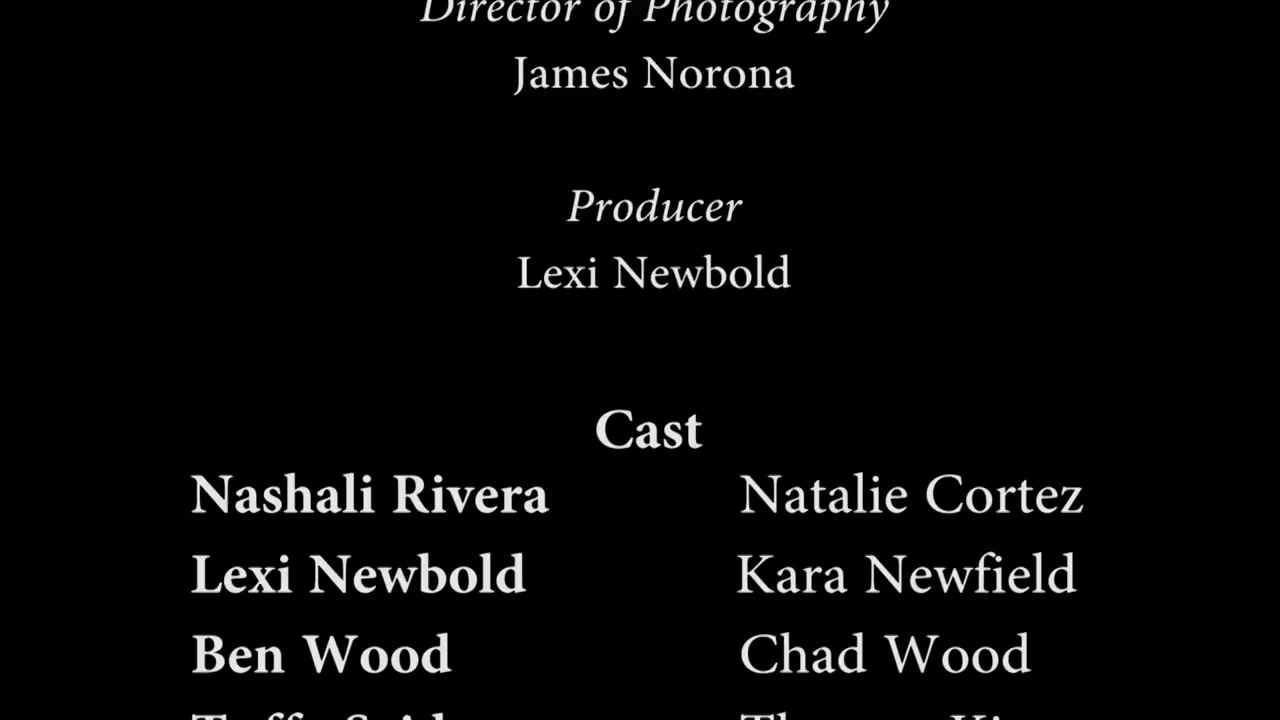 Director of Photography
James Norona
Producer
Lexi Newbold
Cast
Nashali Rivera Natalie Cortez
Lexi Newbold Kara Newfield
Ben Wood Chad Wood